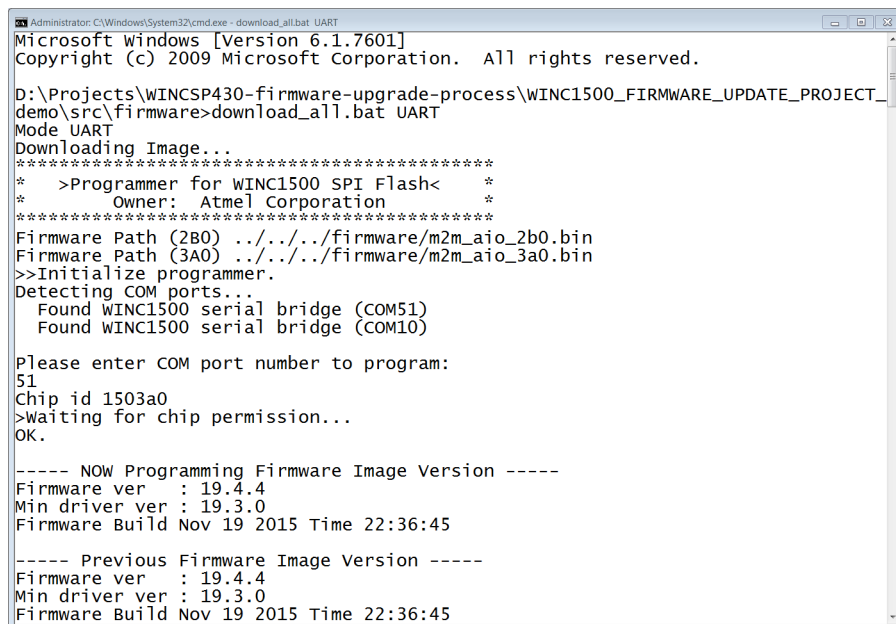 Administrator: C:\Windows\System32\cmd.exe - download_all.bat UART
Microsoft Windows [Version 6.1.7601]
Copyright (c) 2009 Microsoft Corporation.  All rights reserved.
D:\Projects\WINCSP430-firmware-upgrade-process\WINC1500_FIRMWARE_UPDATE_PROJECT_
demo\src\firmware>download_all.bat UART
Mode UART
Downloading Image...
********************************************
*   >Programmer for WINC1500 SPI Flash<    *
*        Owner:  Atmel Corporation         *
********************************************
Firmware Path (2B0) ../../../firmware/m2m_aio_2b0.bin
Firmware Path (3A0) ../../../firmware/m2m_aio_3a0.bin
>>Initialize programmer.
Detecting COM ports...
  Found WINC1500 serial bridge (COM51)
  Found WINC1500 serial bridge (COM10)
Please enter COM port number to program:
51
Chip id 1503a0
>Waiting for chip permission...
OK.
----- NOW Programming Firmware Image Version -----
Firmware ver   : 19.4.4
Min driver ver : 19.3.0
Firmware Build Nov 19 2015 Time 22:36:45
----- Previous Firmware Image Version -----
Firmware ver   : 19.4.4
Min driver ver : 19.3.0
Firmware Build Nov 19 2015 Time 22:36:45